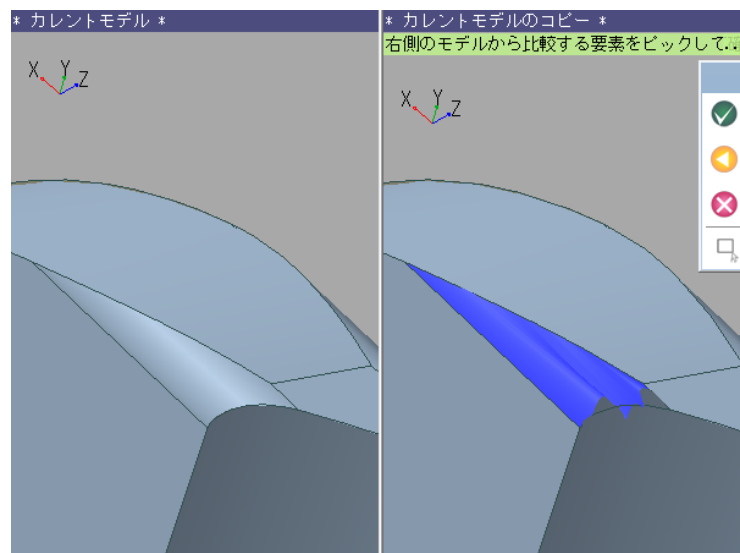 * カレントモデル *
* カレントモデルのコピー *
右側のモデルから比較する要素をピックして..
X Y Z
X Y Z